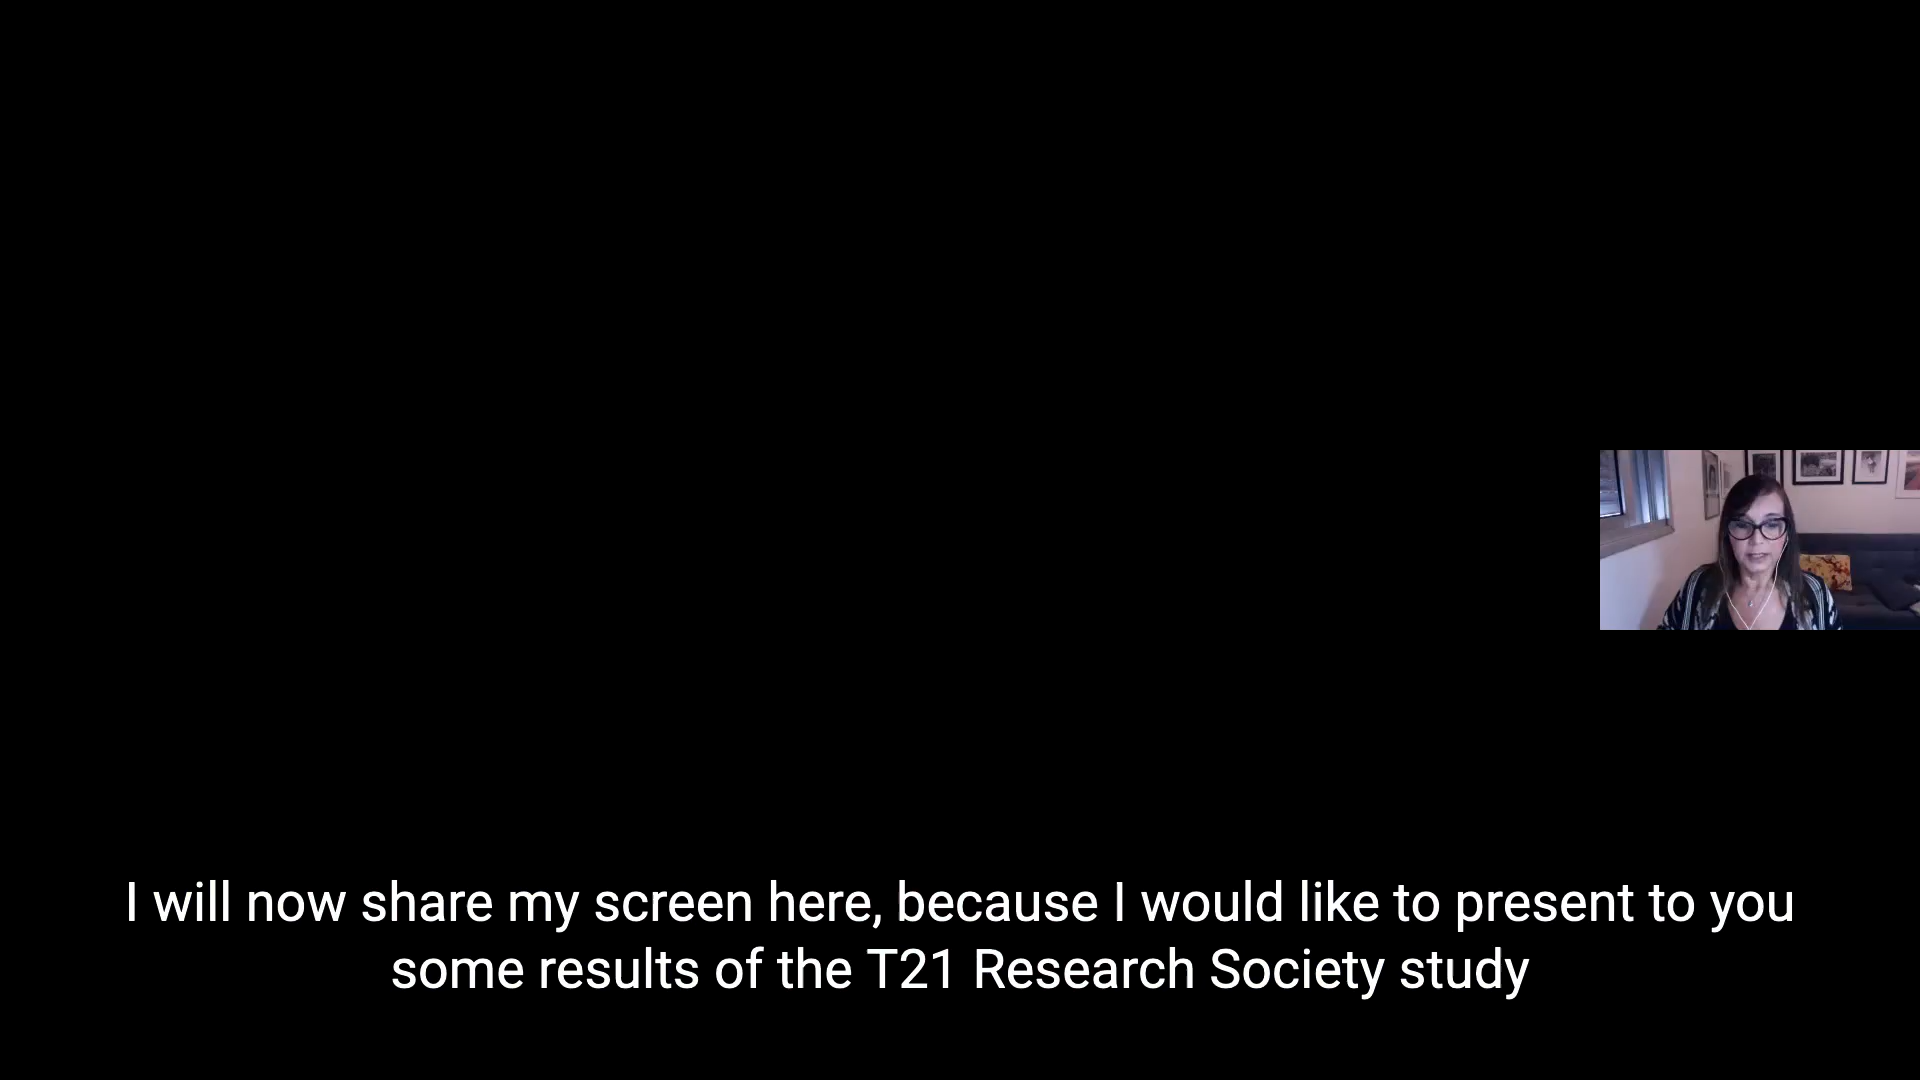 I will now share my screen here, because I would like to present to you
some results of the T21 Research Society study